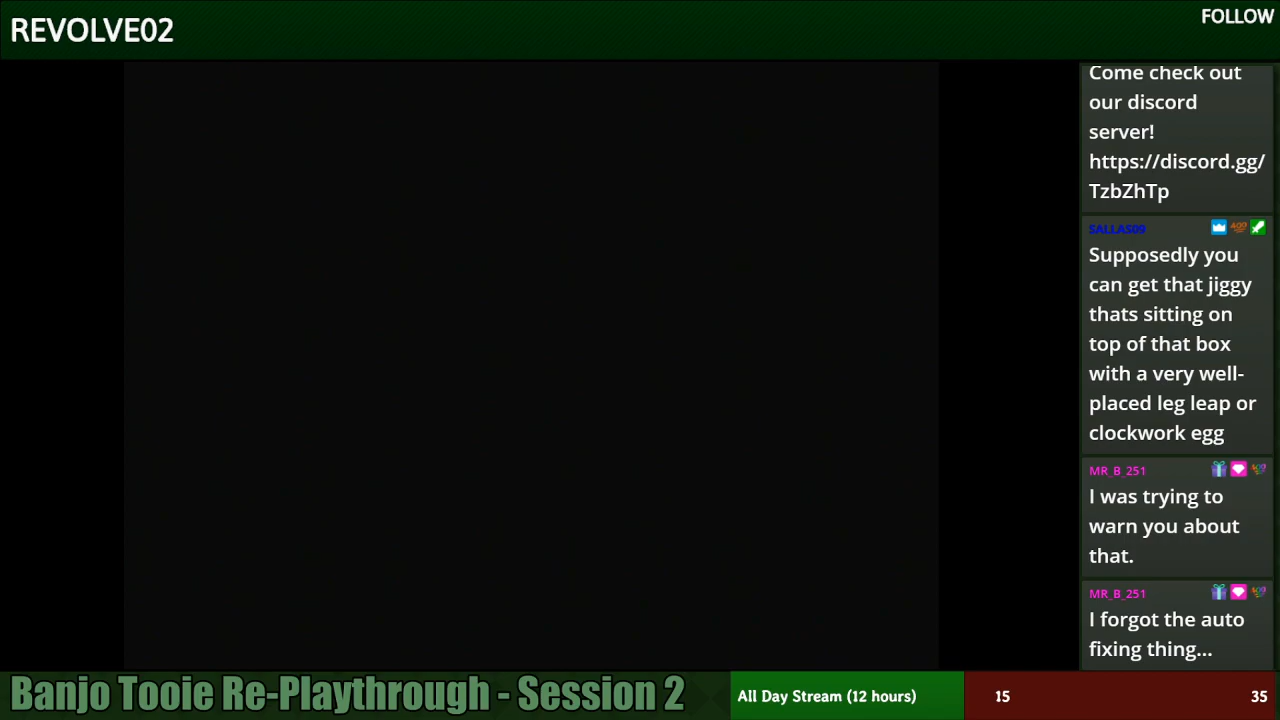 REVOLVE02
FOLLOW
Come check out
our discord
server!
https://discord.gg/
TzbZhTp
SALLAS09
Supposedly you
can get that jiggy
thats sitting on
top of that box
with a very well-
placed leg leap or
clockwork egg
MR_B_251
I was trying to
warn you about
that.
MR_B_251
I forgot the auto
fixing thing...
Banjo Tooie Re-Playthrough - Session 2
All Day Stream (12 hours)
15
35